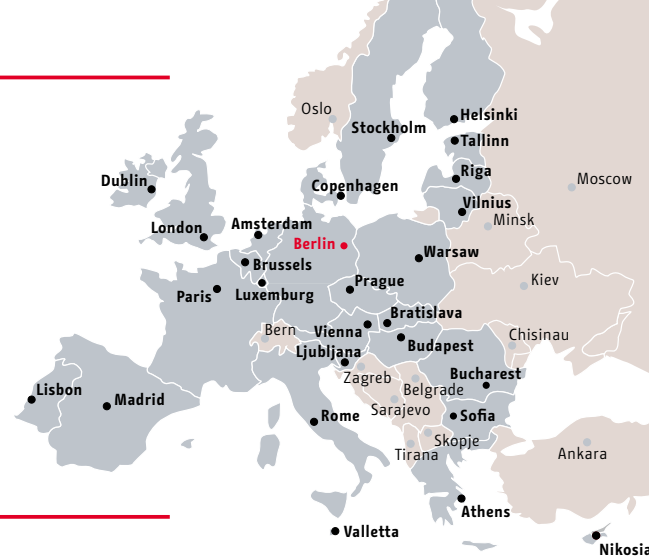 Oslo
Helsinki
Stockholm
Tallinn
Riga
Moscow
Dublin
Copenhagen
Vilnius
Minsk
London
Amsterdam
Berlin
Warsaw
Brussels
Kiev
Prague
Paris
Luxemburg
Bratislava
Bern
Vienna
Chisinau
Budapest
Ljubljana
Zagreb
Bucharest
Lisbon
Belgrade
Madrid
Sarajevo
Rome
Sofia
Skopje
Tirana
Ankara
Athens
Valletta
Nikosia